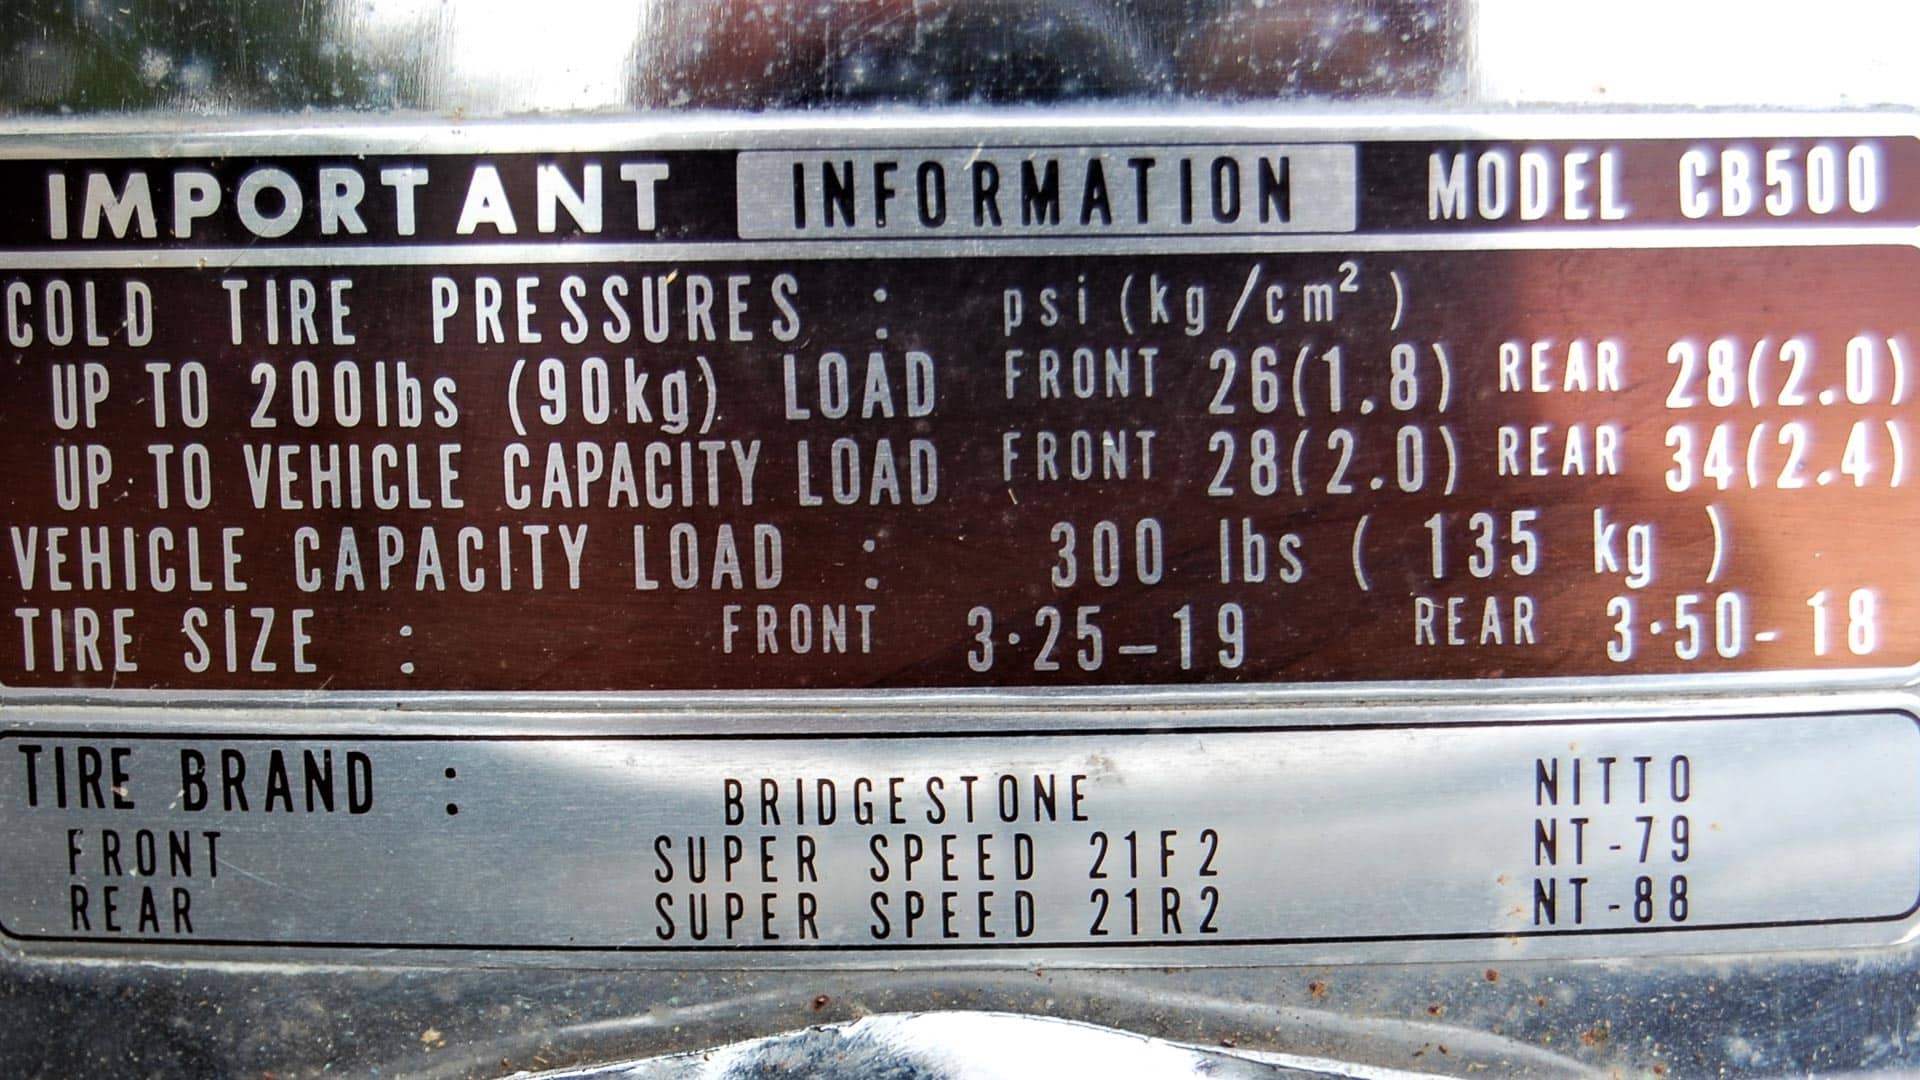 IMPORTANT INFORMATION MODEL CB500
COLD TIRE PRESSURES : psi (kg/cm²)
UP TO 200lbs (90kg) LOAD FRONT 26(1.8) REAR 28(2.0)
UP TO VEHICLE CAPACITY LOAD FRONT 28(2.0) REAR 34(2.4)
VEHICLE CAPACITY LOAD : 300 lbs ( 135 kg )
TIRE SIZE : FRONT 3·25–19 REAR 3·50-18
TIRE BRAND : BRIDGESTONE NITTO
FRONT SUPER SPEED 21F2 NT-79
REAR SUPER SPEED 21R2 NT-88